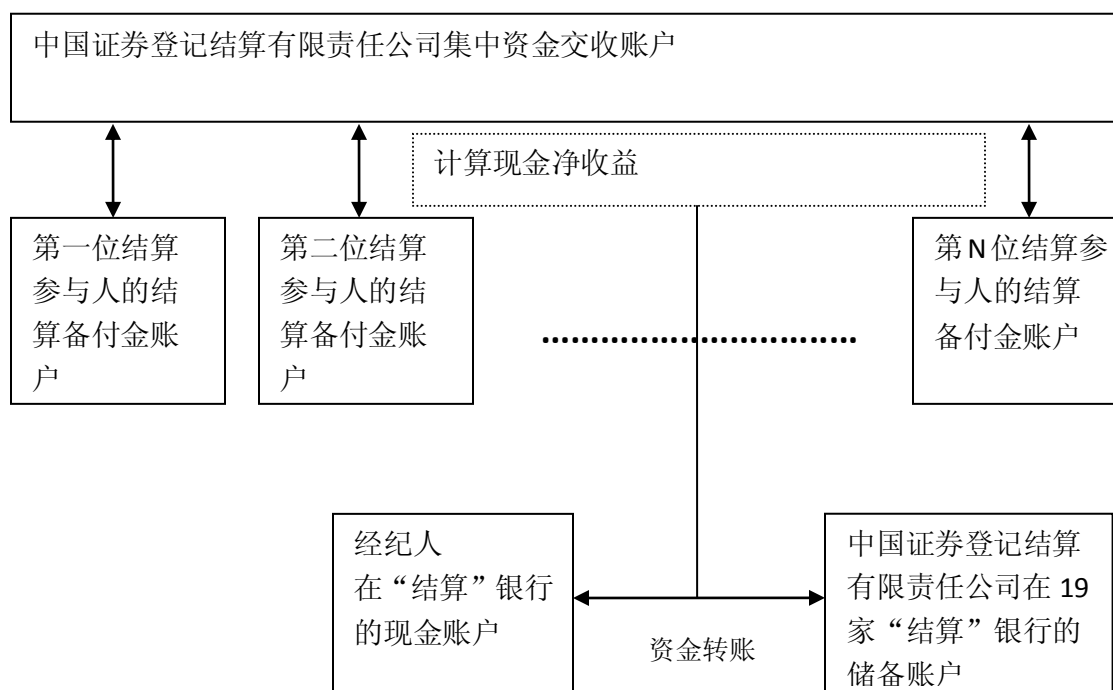 中国证券登记结算有限责任公司集中资金交收账户
计算现金净收益
第一位结算
参与人的结
算备付金账
户
第二位结算
参与人的结
算备付金账
户
第 N 位结算参
与人的结算
备付金账户
经纪人
在“结算”银行
的现金账户
资金转账
中国证券登记结算
有限责任公司在 19
家“结算”银行的
储备账户